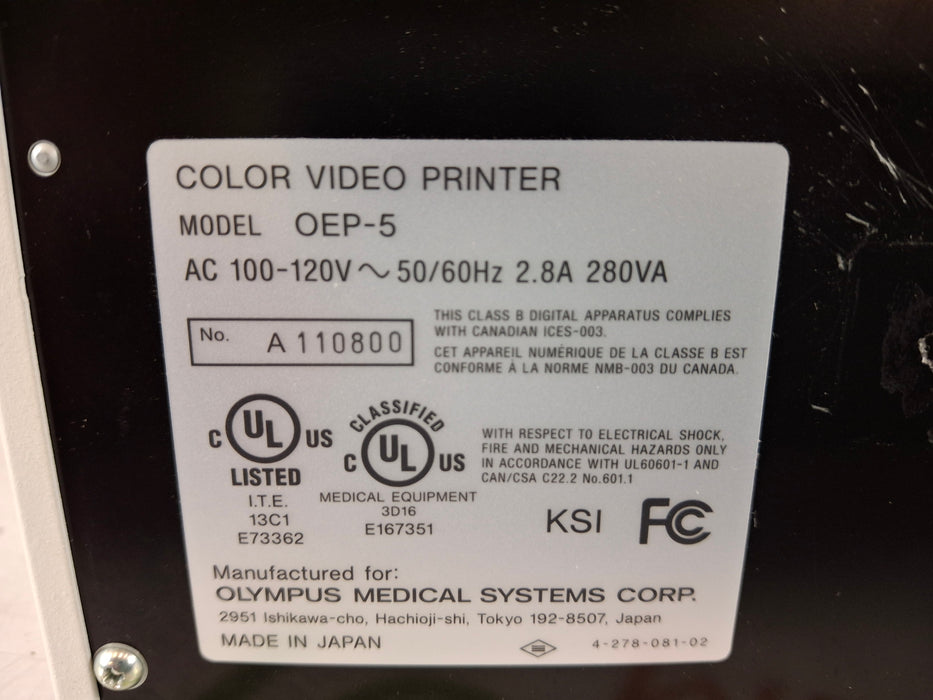 COLOR VIDEO PRINTER
MODEL OEP-5
AC 100-120V ～ 50/60Hz 2.8A 280VA
No. A 110800
THIS CLASS B DIGITAL APPARATUS COMPLIES
WITH CANADIAN ICES-003.
CET APPAREIL NUMÉRIQUE DE LA CLASSE B EST
CONFORME À LA NORME NMB-003 DU CANADA.
C UL US
LISTED
I.T.E.
13C1
E73362
CLASSIFIED
C UL US
MEDICAL EQUIPMENT
3D16
E167351
WITH RESPECT TO ELECTRICAL SHOCK,
FIRE AND MECHANICAL HAZARDS ONLY
IN ACCORDANCE WITH UL60601-1 AND
CAN/CSA C22.2 No.601.1
KSI FC
Manufactured for:
OLYMPUS MEDICAL SYSTEMS CORP.
2951 Ishikawa-cho, Hachioji-shi, Tokyo 192-8507, Japan
MADE IN JAPAN
4-278-081-02